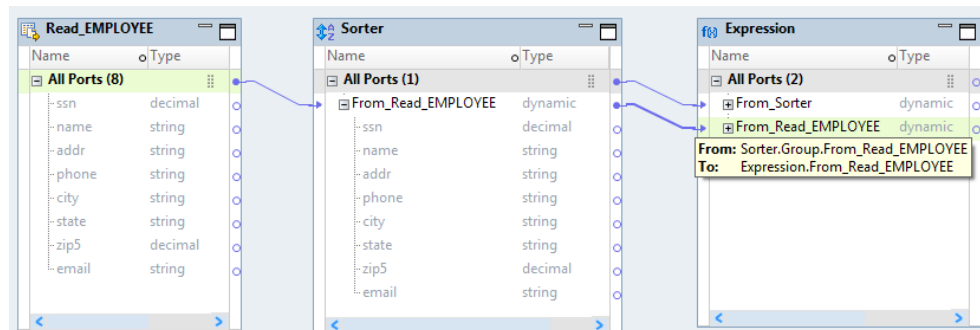 Read_EMPLOYEE
Name Type
All Ports (8)
ssn decimal
name string
addr string
phone string
city string
state string
zip5 decimal
email string
Sorter
Name Type
All Ports (1)
From_Read_EMPLOYEE dynamic
ssn decimal
name string
addr string
phone string
city string
state string
zip5 decimal
email string
f(x) Expression
Name Type
All Ports (2)
From_Sorter dynamic
From_Read_EMPLOYEE dynamic
From: Sorter.Group.From_Read_EMPLOYEE
To: Expression.From_Read_EMPLOYEE